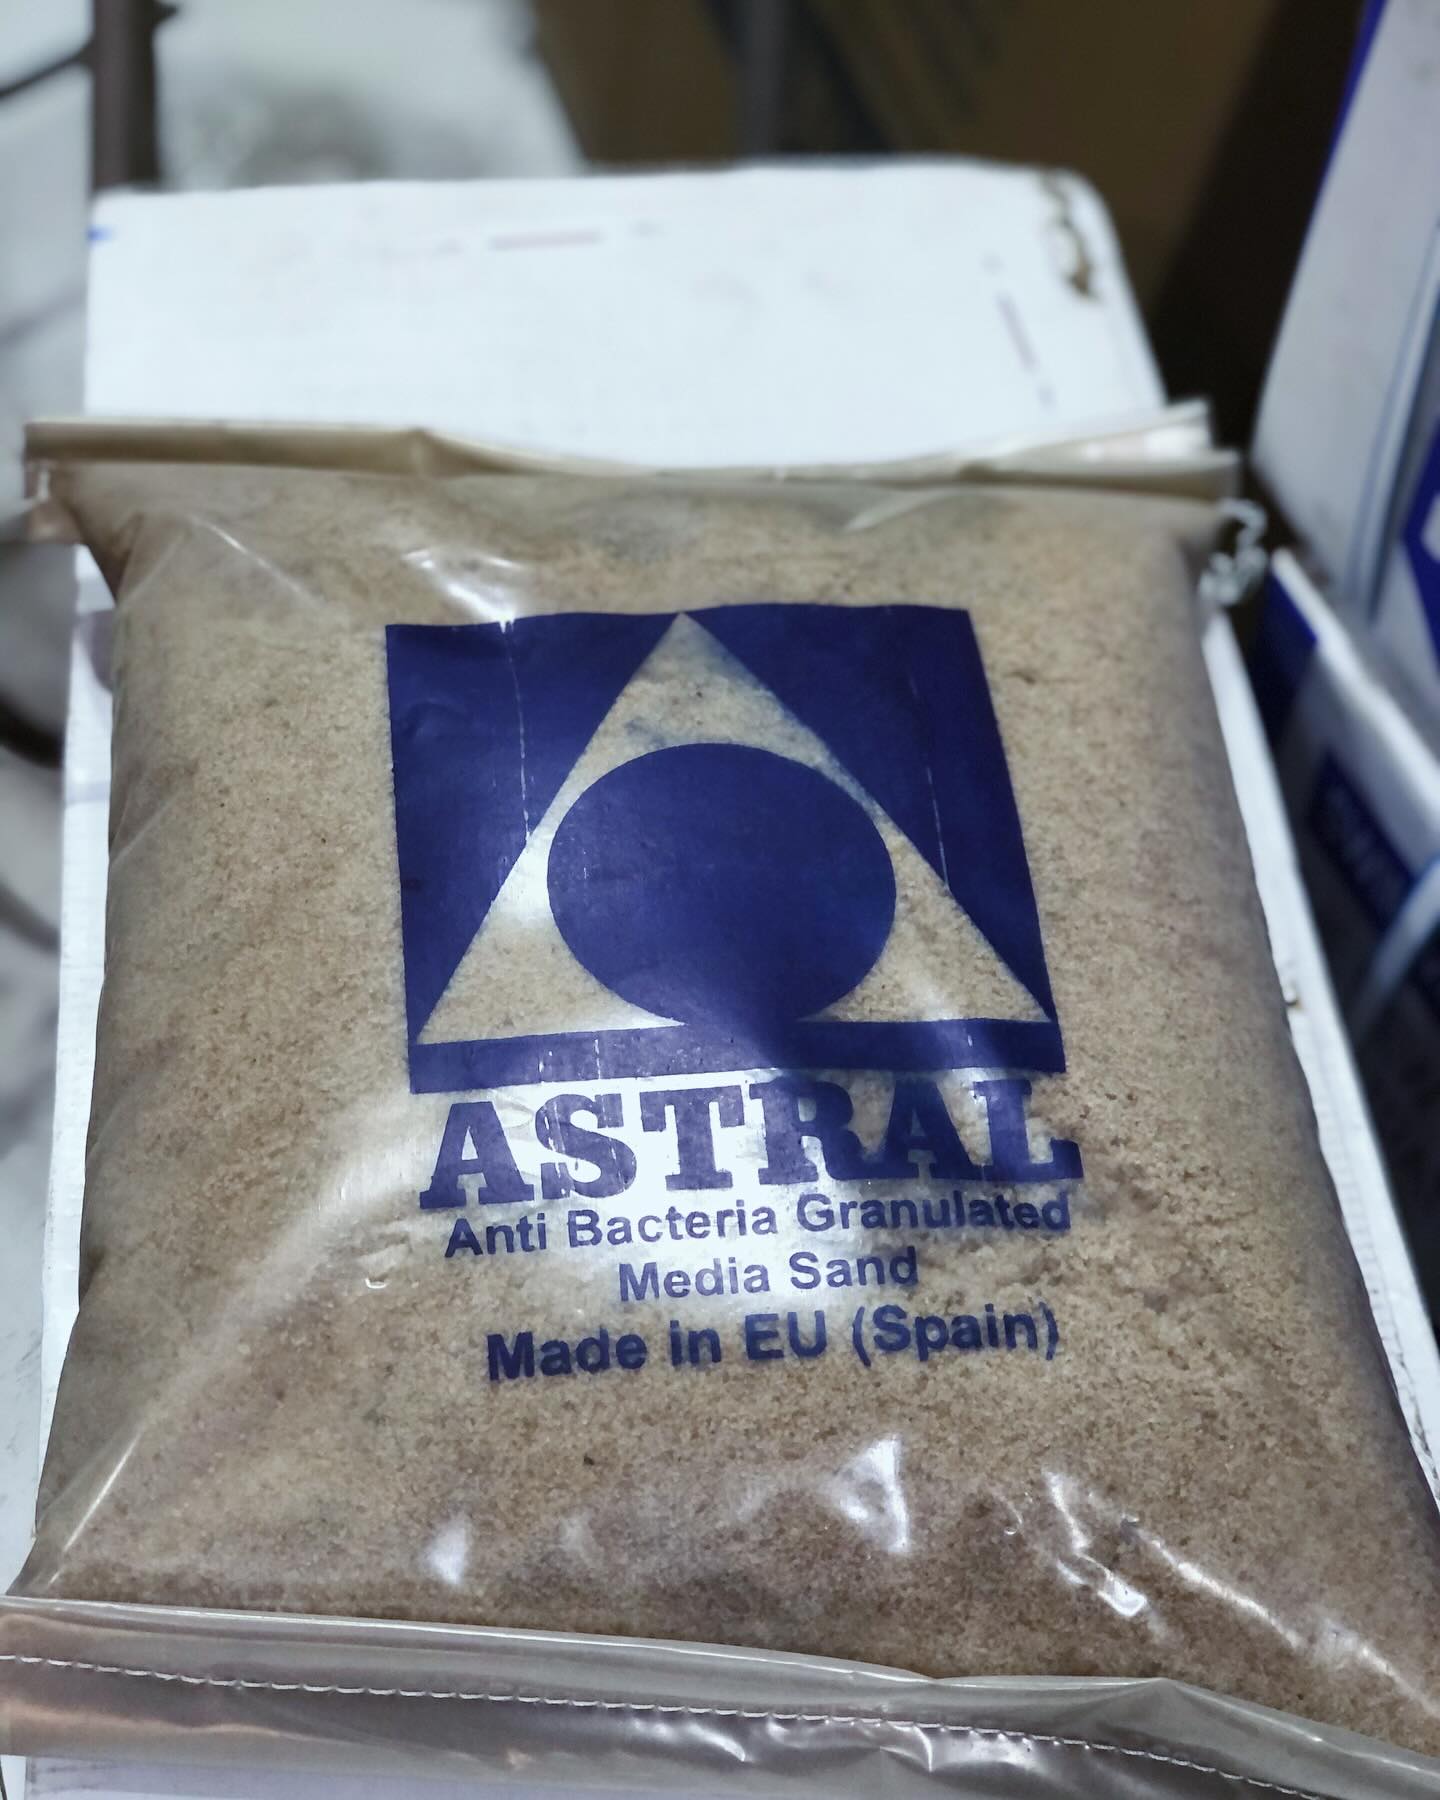 ASTRAL
Anti Bacteria Granulated
Media Sand
Made in EU (Spain)